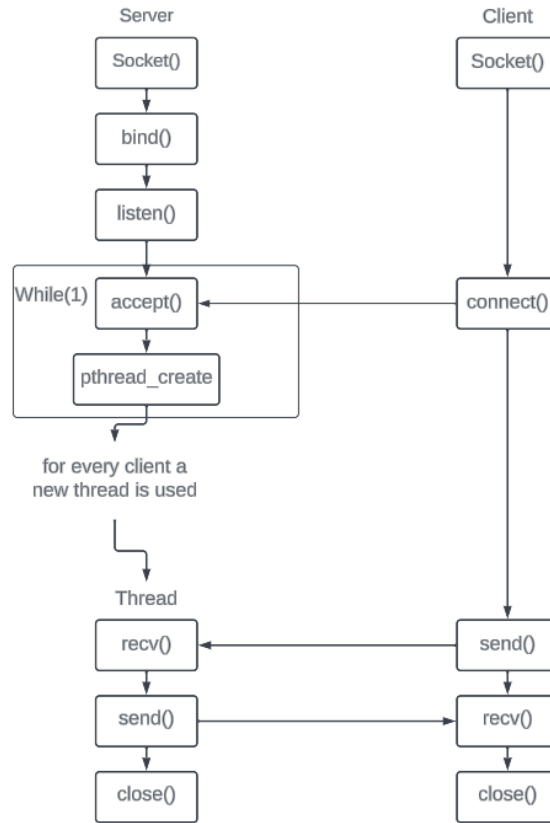 Server
Client
Socket()
Socket()
bind()
listen()
While(1)
accept()
connect()
pthread_create
for every client a
new thread is used
Thread
recv()
send()
send()
recv()
close()
close()